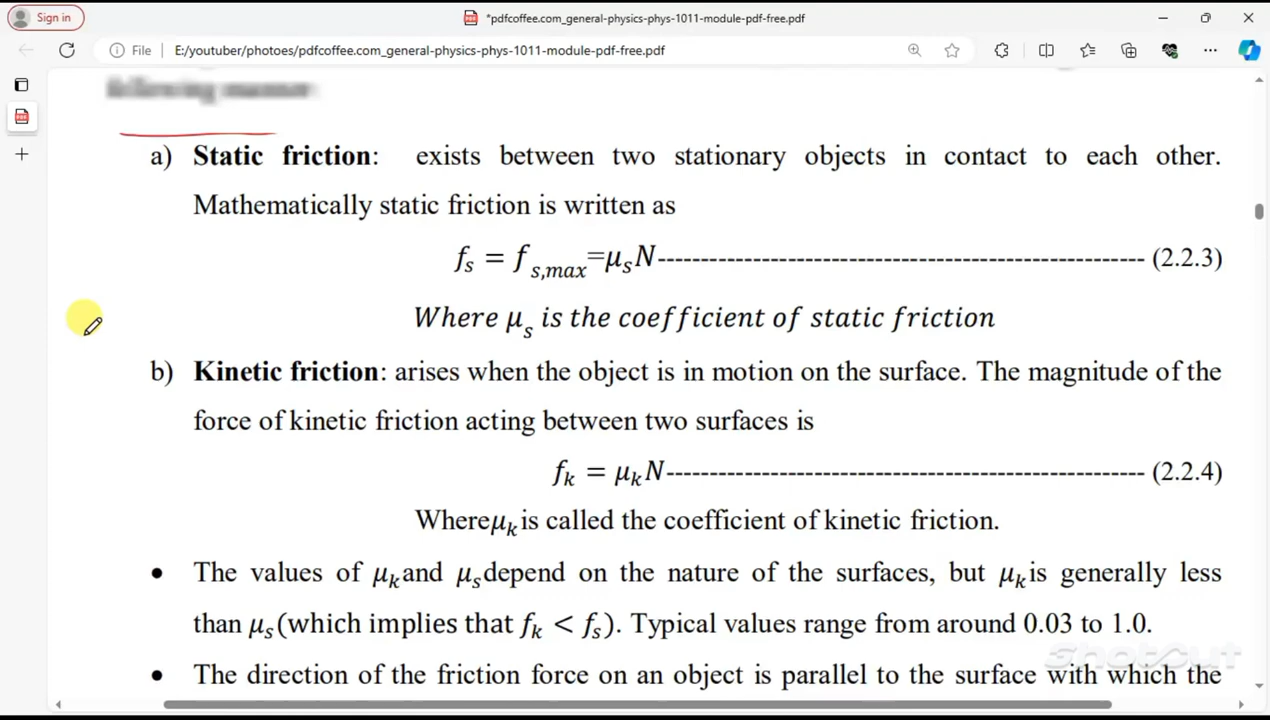 Sign in
*pdfcoffee.com_general-physics-phys-1011-module-pdf-free.pdf
File
E:/youtuber/photoes/pdfcoffee.com_general-physics-phys-1011-module-pdf-free.pdf
following manner:
a) Static friction: exists between two stationary objects in contact to each other.
Mathematically static friction is written as
fₛ = f s,max=μₛN---------------------------------------------------------- (2.2.3)
Where μₛ is the coefficient of static friction
b) Kinetic friction: arises when the object is in motion on the surface. The magnitude of the
force of kinetic friction acting between two surfaces is
fₖ = μₖN--------------------------------------------------------- (2.2.4)
Whereμₖ is called the coefficient of kinetic friction.
• The values of μₖand μₛdepend on the nature of the surfaces, but μₖis generally less
than μₛ(which implies that fₖ < fₛ). Typical values range from around 0.03 to 1.0.
• The direction of the friction force on an object is parallel to the surface with which the
Shotcut